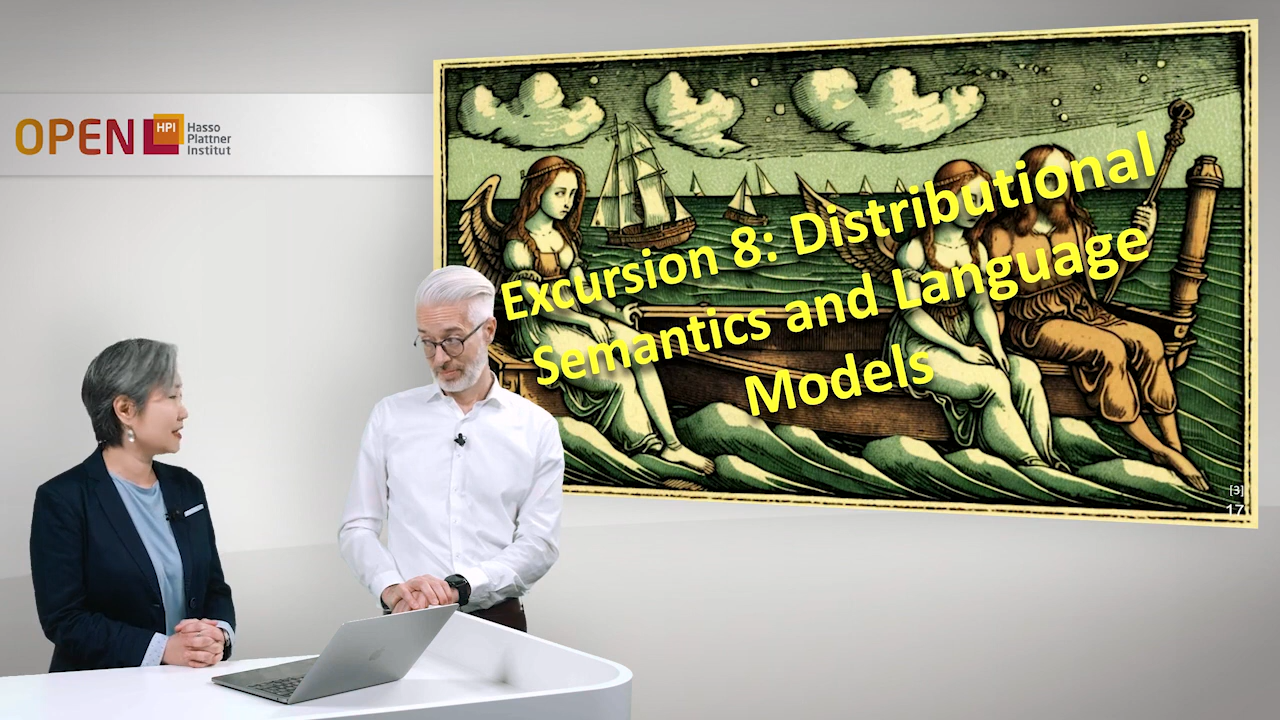 OPEN HPI Hasso
Plattner
Institut
Excursion 8: Distributional
Semantics and Language
Models
[3]
17